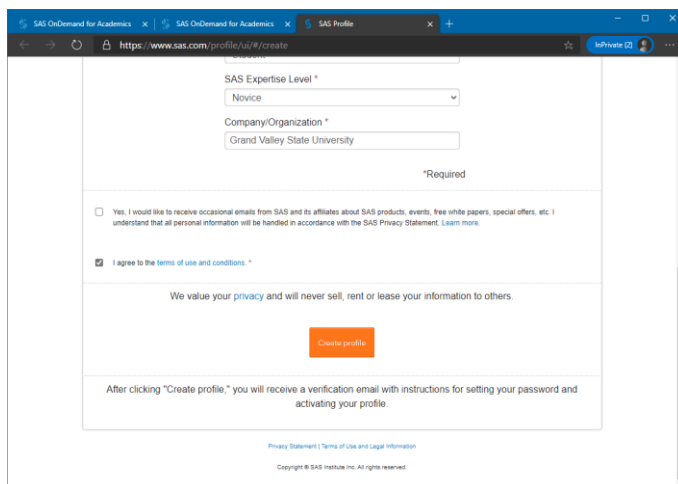 SAS OnDemand for Academics
SAS OnDemand for Academics
SAS Profile
https://www.sas.com/profile/ui/#/create
InPrivate (2)
Student
SAS Expertise Level *
Novice
Company/Organization *
Grand Valley State University
*Required
Yes, I would like to receive occasional emails from SAS and its affiliates about SAS products, events, free white papers, special offers, etc. I
understand that all personal information will be handled in accordance with the SAS Privacy Statement. Learn more.
I agree to the terms of use and conditions. *
We value your privacy and will never sell, rent or lease your information to others.
Create profile
After clicking "Create profile," you will receive a verification email with instructions for setting your password and
activating your profile.
Privacy Statement | Terms of Use and Legal Information
Copyright © SAS Institute Inc. All rights reserved.